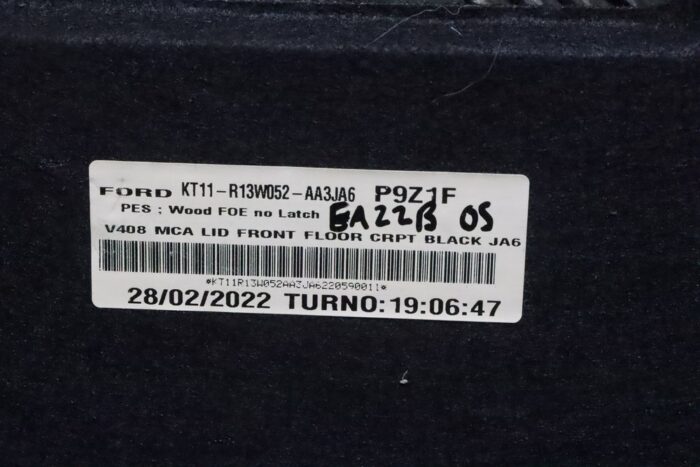 FORD KT11-R13W052-AA3JA6 P9Z1F
PES : Wood FOE no Latch EA22B OS
V408 MCA LID FRONT FLOOR CRPT BLACK JA6
*KT11R13W052AA3JA6220590011*
28/02/2022 TURNO:19:06:47